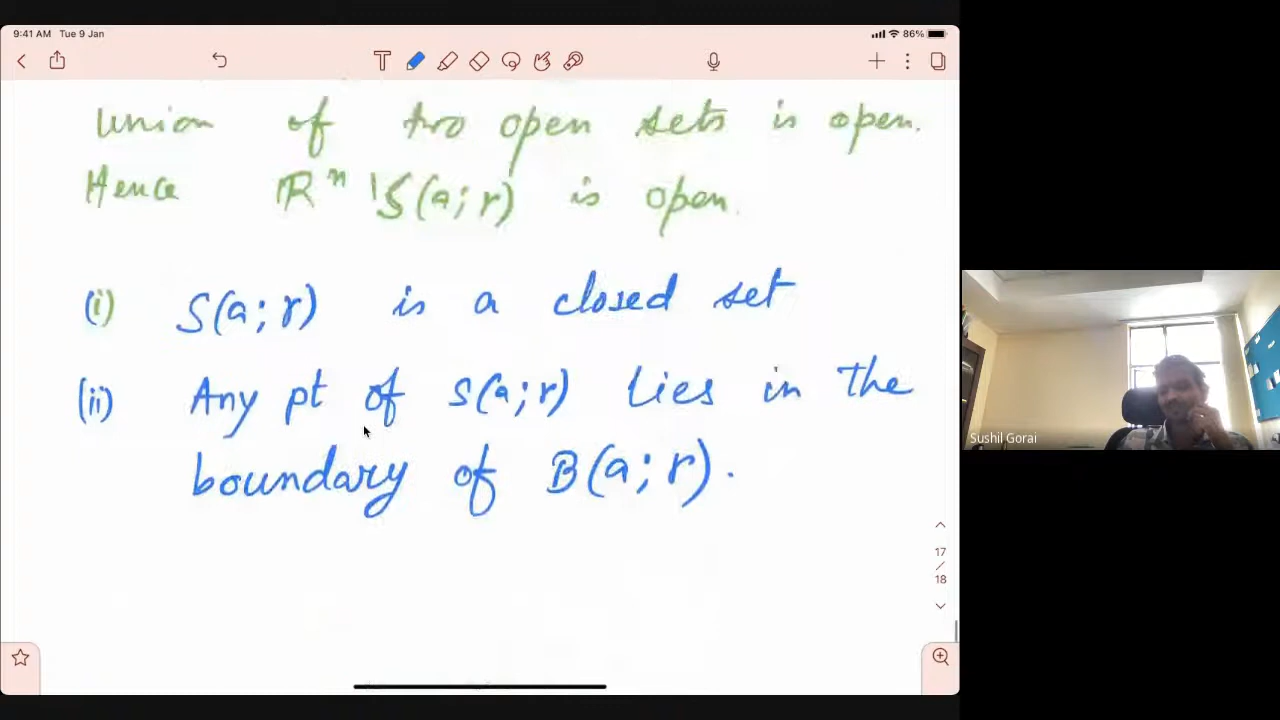 9:41 AM Tue 9 Jan
86%
T
union of two open sets is open.
Hence ℝⁿ \ S(a; r) is open.
(i) S(a; r) is a closed set
(ii) Any pt of S(a; r) lies in the
boundary of B(a; r).
Sushil Gorai
17
/
18